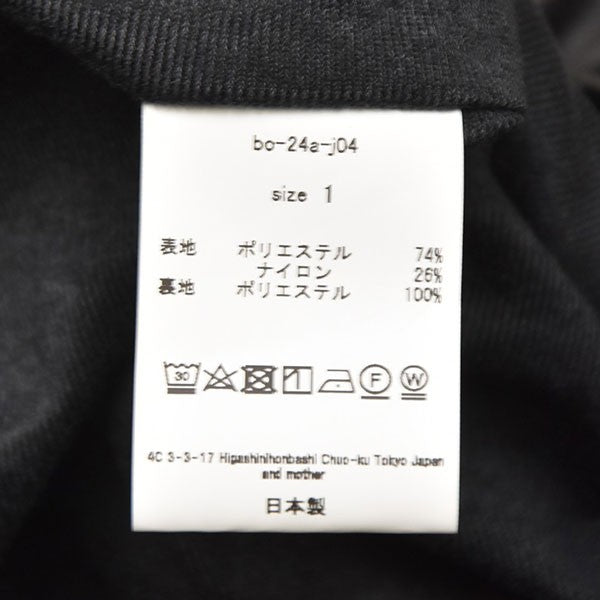 bo-24a-j04
size 1
表地 ポリエステル 74%
ナイロン 26%
裏地 ポリエステル 100%
30 F W
4C 3-3-17 Higashinihonbashi Chuo-ku Tokyo Japan
and mother
日本製